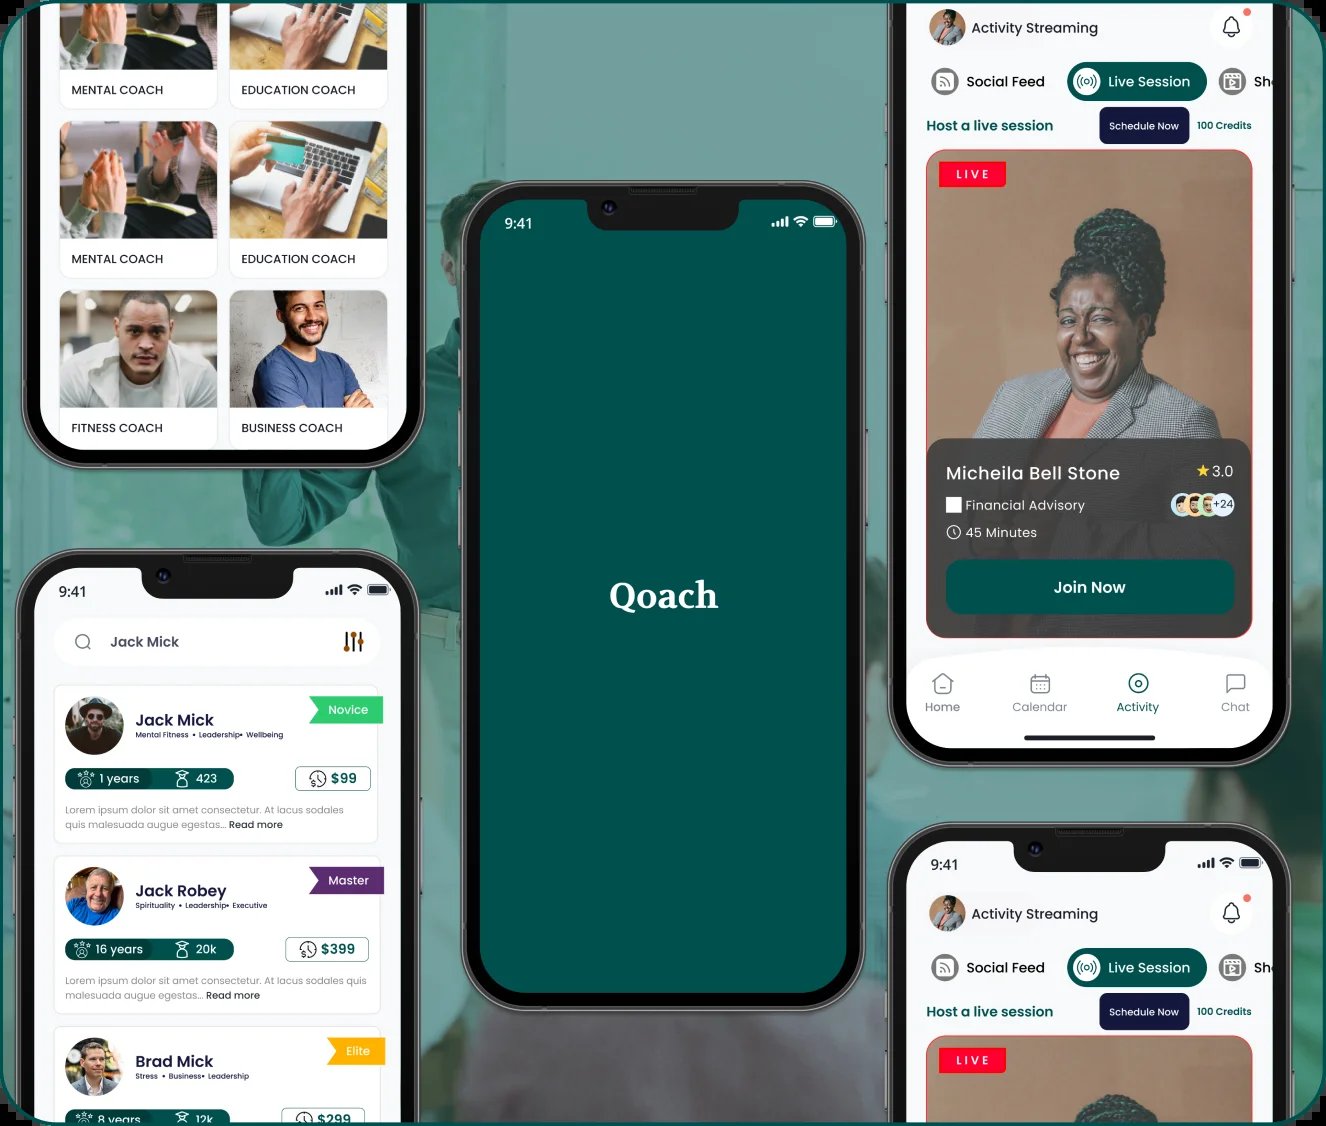 MENTAL COACH
EDUCATION COACH
MENTAL COACH
EDUCATION COACH
FITNESS COACH
BUSINESS COACH
9:41
Jack Mick
Jack Mick
Novice
Mental Fitness • Leadership• Wellbeing
1 years
423
$99
Lorem ipsum dolor sit amet consectetur. At lacus sodales
quis malesuada augue egestas... Read more
Jack Robey
Master
Spirituality • Leadership• Executive
16 years
20k
$399
Lorem ipsum dolor sit amet consectetur. At lacus sodales quis
malesuada augue egestas... Read more
Brad Mick
Elite
Stress • Business• Leadership
8 years
12k
$299
9:41
Qoach
Activity Streaming
Social Feed
Live Session
Sh
Host a live session
Schedule Now
100 Credits
LIVE
Micheila Bell Stone
3.0
Financial Advisory
+24
45 Minutes
Join Now
Home
Calendar
Activity
Chat
9:41
Activity Streaming
Social Feed
Live Session
Sh
Host a live session
Schedule Now
100 Credits
LIVE